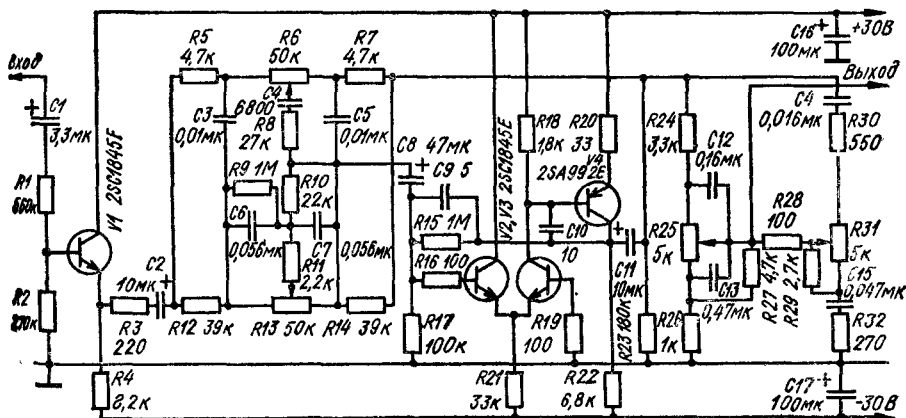 вход
C1
3,3мк
R1
560к
R2
270к
V1 2SC1845F
R3
220
R4
8,2к
C2
10мк
R5
4,7к
R6
50к
R7
4,7к
C3
0,01мк
6800
C4
R8
27к
C5
0,01мк
R9 1М
R10
22к
C6
0,056мк
C7
0,056мк
R11
2,2к
R12 39к
R13 50к
R14 39к
C8 47мк
C9 5
R15 1М
R16 100
R17
100к
V2,V3 2SC1845E
R18
1,8к
R19
100
R20
33
V4
2SA992E
C10
10
C11
10мк
R21
33к
R22
6,8к
R23 180к
R24
3,3к
C12
0,16мк
R25
5к
C13
0,47мк
R26
1к
R27 4,7к
R28
100
R29 2,7к
C16
100мк
+30В
Выход
C4
0,016мк
R30
550
R31
5к
C15
0,047мк
R32
270
C17
100мк
-30В